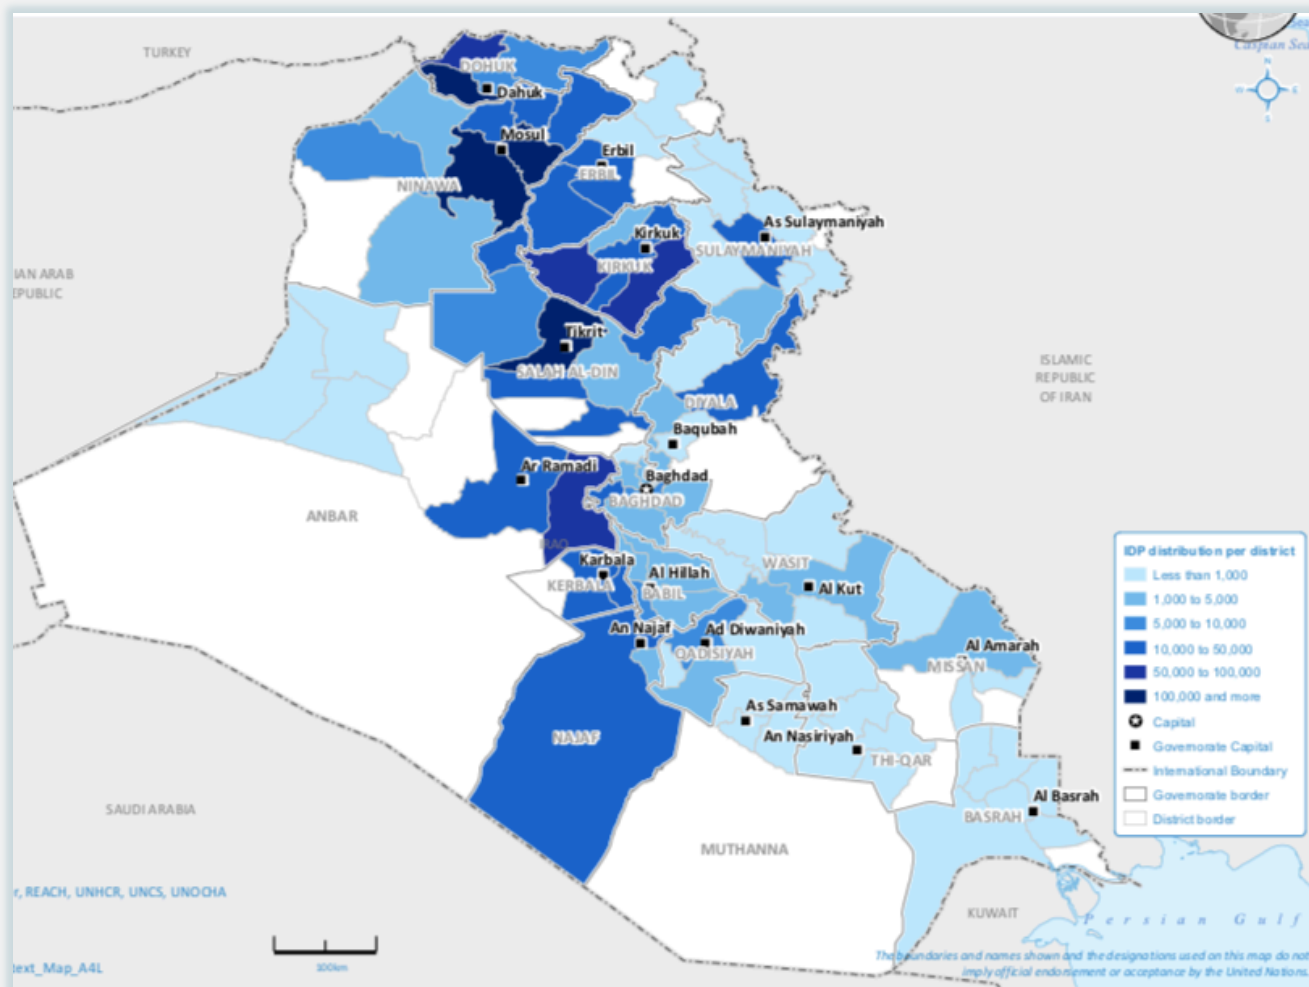 Sea
Caspian Sea
N
W
E
S
TURKEY
DOHUK
Dahuk
Mosul
Erbil
ERBIL
NINAWA
As Sulaymaniyah
Kirkuk
SULAYMANIYAH
KIRKUK
IAN ARAB
EPUBLIC
Tikrit
SALAH AL-DIN
ISLAMIC
REPUBLIC
OF IRAN
DIYALA
Baqubah
Ar Ramadi
Baghdad
BAGHDAD
ANBAR
IRAQ
Karbala
KERBALA
Al Hillah
BABIL
WASIT
Al Kut
An Najaf
Ad Diwaniyah
QADISIYAH
Al Amarah
MISSAN
As Samawah
An Nasiriyah
THI-QAR
NAJAF
Al Basrah
BASRAH
SAUDI ARABIA
MUTHANNA
KUWAIT
Persian Gulf
IDP distribution per district
Less than 1,000
1,000 to 5,000
5,000 to 10,000
10,000 to 50,000
50,000 to 100,000
100,000 and more
Capital
Governorate Capital
International Boundary
Governorate border
District border
r, REACH, UNHCR, UNCS, UNOCHA
100km
text_Map_A4L
The boundaries and names shown and the designations used on this map do not
imply official endorsement or acceptance by the United Nations.